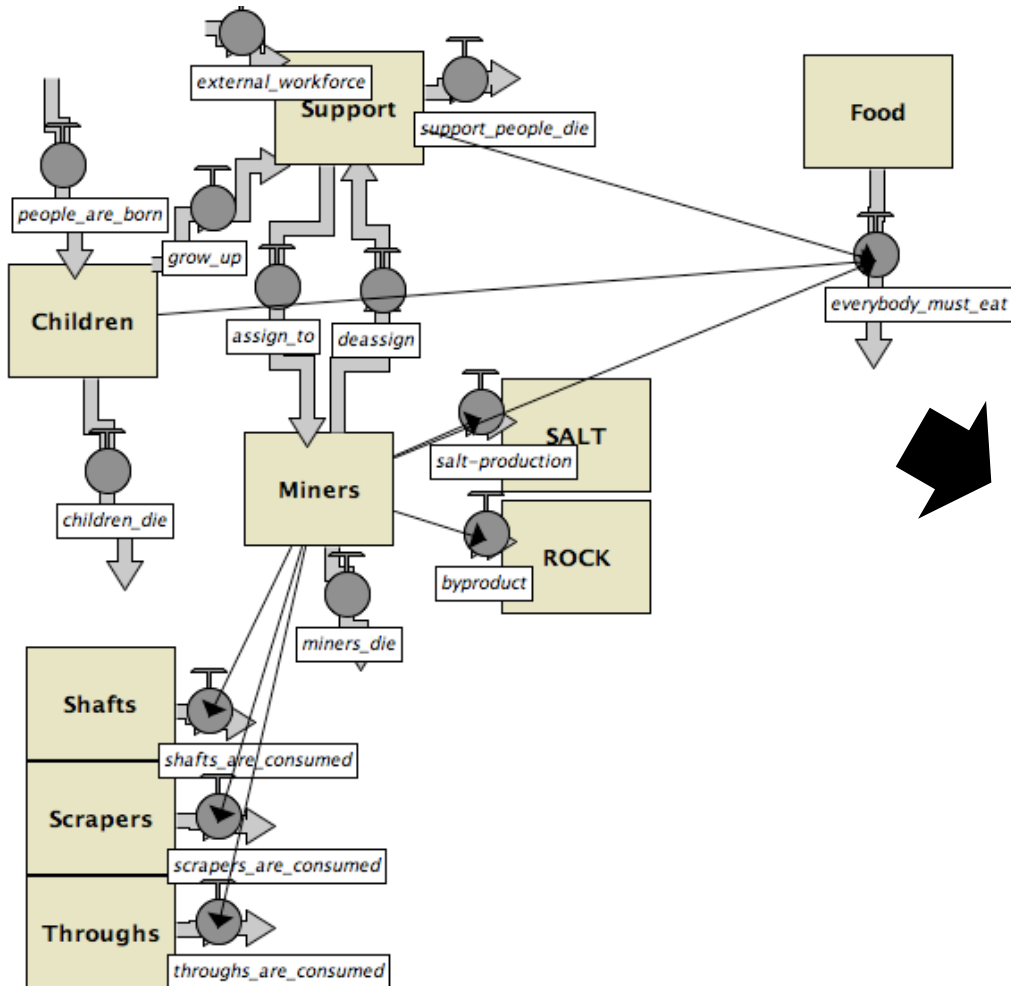 external_workforce
Support
support_people_die
Food
people_are_born
grow_up
Children
assign_to
deassign
everybody_must_eat
SALT
salt-production
Miners
children_die
ROCK
byproduct
miners_die
Shafts
shafts_are_consumed
Scrapers
scrapers_are_consumed
Throughs
throughs_are_consumed